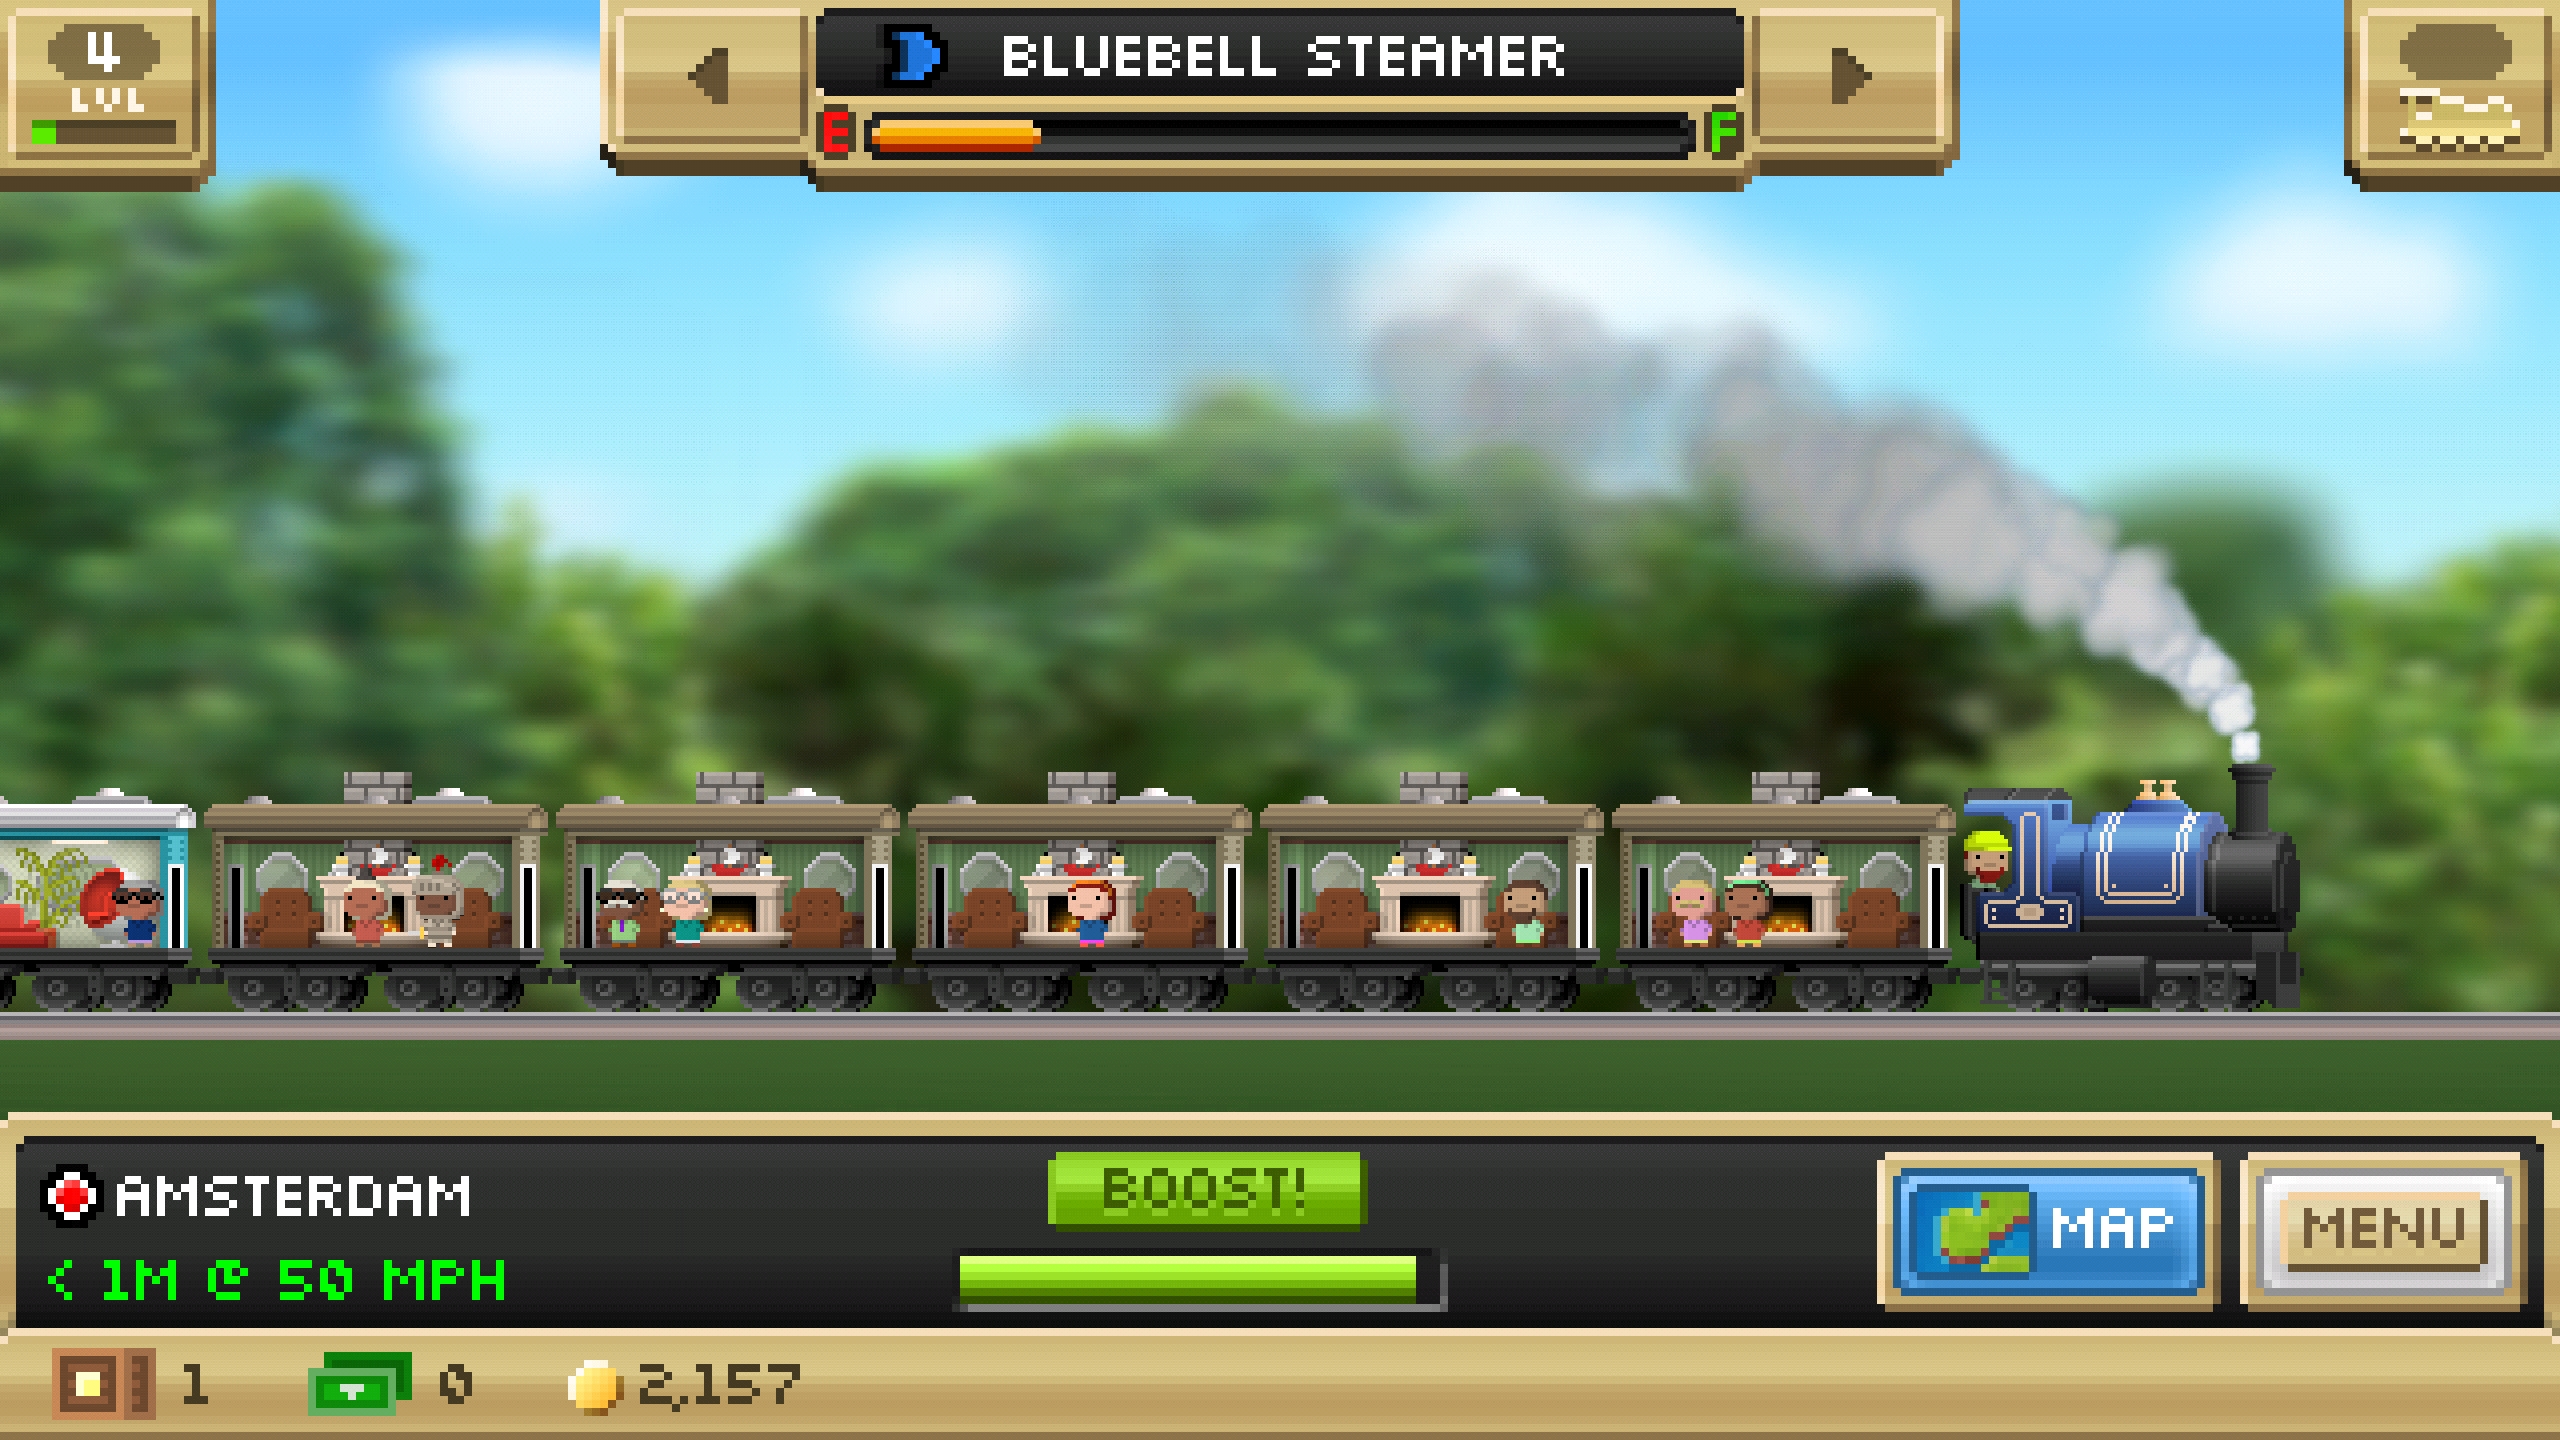 4
LVL
BLUEBELL STEAMER
E F
AMSTERDAM
< 1M @ 50 MPH
BOOST!
MAP
MENU
1 0 2,157